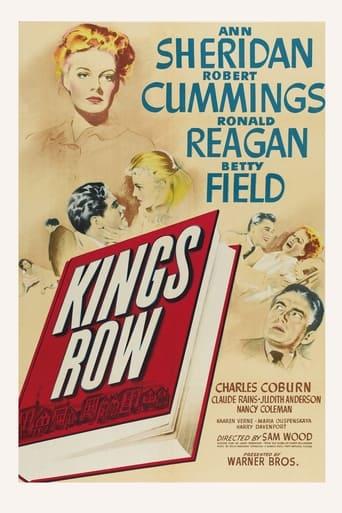 ANN
SHERIDAN
ROBERT
CUMMINGS
RONALD
REAGAN
BETTY
FIELD
KINGS
ROW
CHARLES COBURN
CLAUDE RAINS · JUDITH ANDERSON
NANCY COLEMAN
KAAREN VERNE · MARIA OUSPENSKAYA
HARRY DAVENPORT
DIRECTED BY SAM WOOD
PRESENTED BY
WARNER BROS.